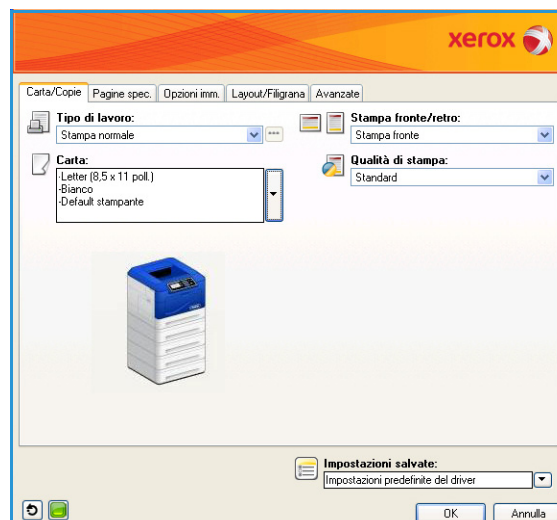 xerox
Carta/Copie Pagine spec. Opzioni imm. Layout/Filigrana Avanzate
Tipo di lavoro:
Stampa normale
Stampa fronte/retro:
Stampa fronte
Carta:
-Letter (8,5 x 11 poll.)
-Bianco
-Default stampante
Qualità di stampa:
Standard
Impostazioni salvate:
Impostazioni predefinite del driver
OK Annulla